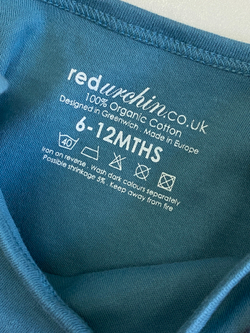 redurchin.co.uk
100% Organic Cotton
Designed in Greenwich . Made in Europe
6-12MTHS
40
Iron on reverse . Wash dark colours separately
Possible shrinkage 5% . Keep away from fire